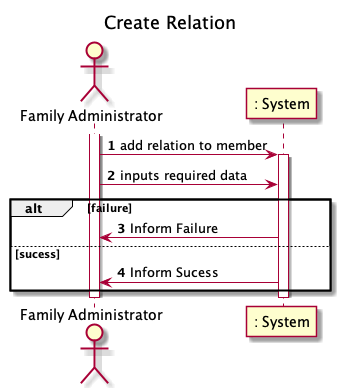 Create Relation
Family Administrator
: System
1 add relation to member
2 inputs required data
alt [failure]
3 Inform Failure
[sucess]
4 Inform Sucess
Family Administrator
: System